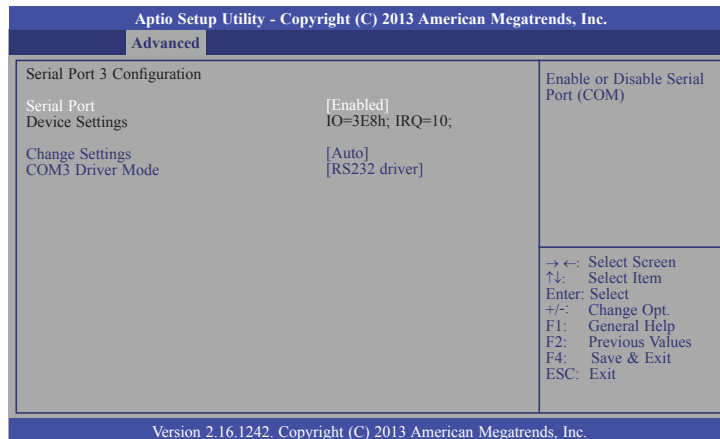 Aptio Setup Utility - Copyright (C) 2013 American Megatrends, Inc.
Advanced
Serial Port 3 Configuration
Serial Port [Enabled]
Device Settings IO=3E8h; IRQ=10;
Change Settings [Auto]
COM3 Driver Mode [RS232 driver]
Enable or Disable Serial
Port (COM)
→ ←: Select Screen
↑↓: Select Item
Enter: Select
+/-: Change Opt.
F1: General Help
F2: Previous Values
F4: Save & Exit
ESC: Exit
Version 2.16.1242. Copyright (C) 2013 American Megatrends, Inc.